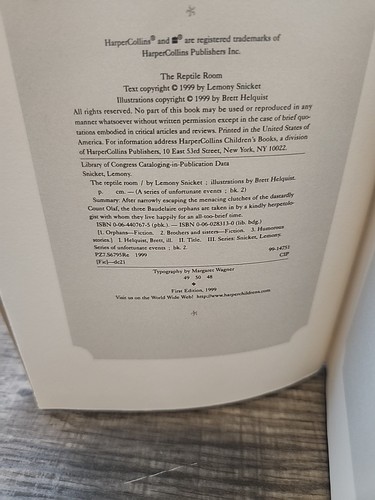 HarperCollins® and ® are registered trademarks of
HarperCollins Publishers Inc.
The Reptile Room
Text copyright © 1999 by Lemony Snicket
Illustrations copyright © 1999 by Brett Helquist
All rights reserved. No part of this book may be used or reproduced in any
manner whatsoever without written permission except in the case of brief quo-
tations embodied in critical articles and reviews. Printed in the United States of
America. For information address HarperCollins Children's Books, a division
of HarperCollins Publishers, 10 East 53rd Street, New York, NY 10022.
Library of Congress Cataloging-in-Publication Data
Snicket, Lemony.
The reptile room / by Lemony Snicket ; illustrations by Brett Helquist.
p. cm. — (A series of unfortunate events ; bk. 2)
Summary: After narrowly escaping the menacing clutches of the dastardly
Count Olaf, the three Baudelaire orphans are taken in by a kindly herpetolo-
gist with whom they live happily for an all-too-brief time.
ISBN 0-06-440767-5 (pbk.) — ISBN 0-06-028313-0 (lib. bdg.)
[1. Orphans—Fiction. 2. Brothers and sisters—Fiction. 3. Humorous
stories.] I. Helquist, Brett, ill. II. Title. III. Series: Snicket, Lemony.
Series of unfortunate events ; bk. 2.
PZ7.S6795Re 1999 99-14751
[Fic]—dc21 CIP
Typography by Margaret Wagner
49 50 48
First Edition, 1999
Visit us on the World Wide Web! http://www.harperchildrens.com